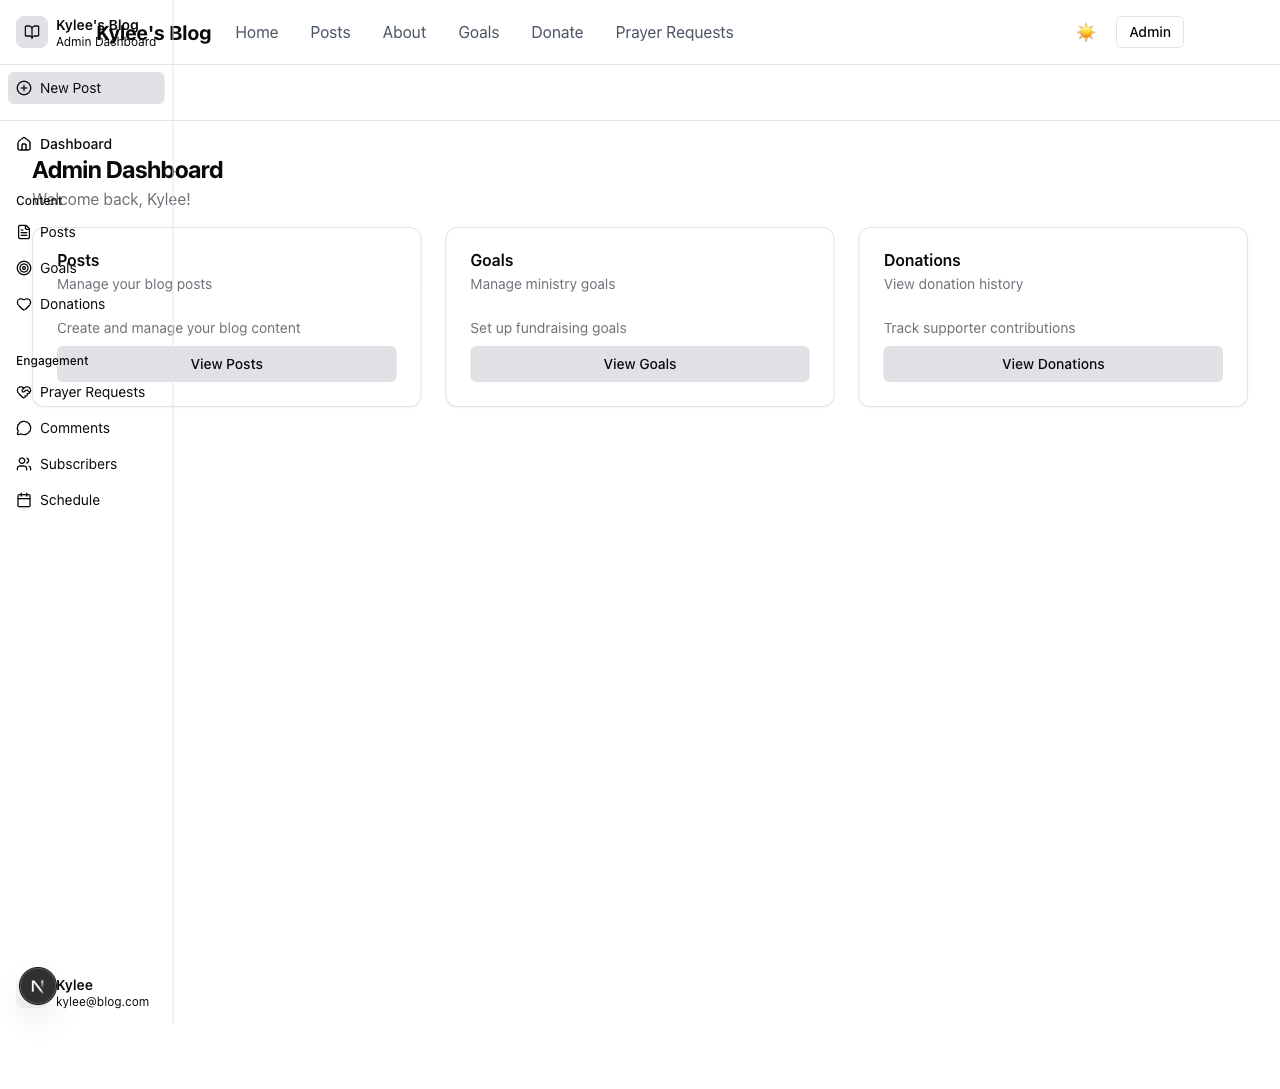 Kylee's Blog
Admin Dashboard
Kylee's Blog Home Posts About Goals Donate Prayer Requests Admin
New Post
Dashboard
Content
Posts
Goals
Donations
Engagement
Prayer Requests
Comments
Subscribers
Schedule
Kylee
kylee@blog.com
Admin Dashboard
Welcome back, Kylee!
Posts
Manage your blog posts
Create and manage your blog content
View Posts
Goals
Manage ministry goals
Set up fundraising goals
View Goals
Donations
View donation history
Track supporter contributions
View Donations
N